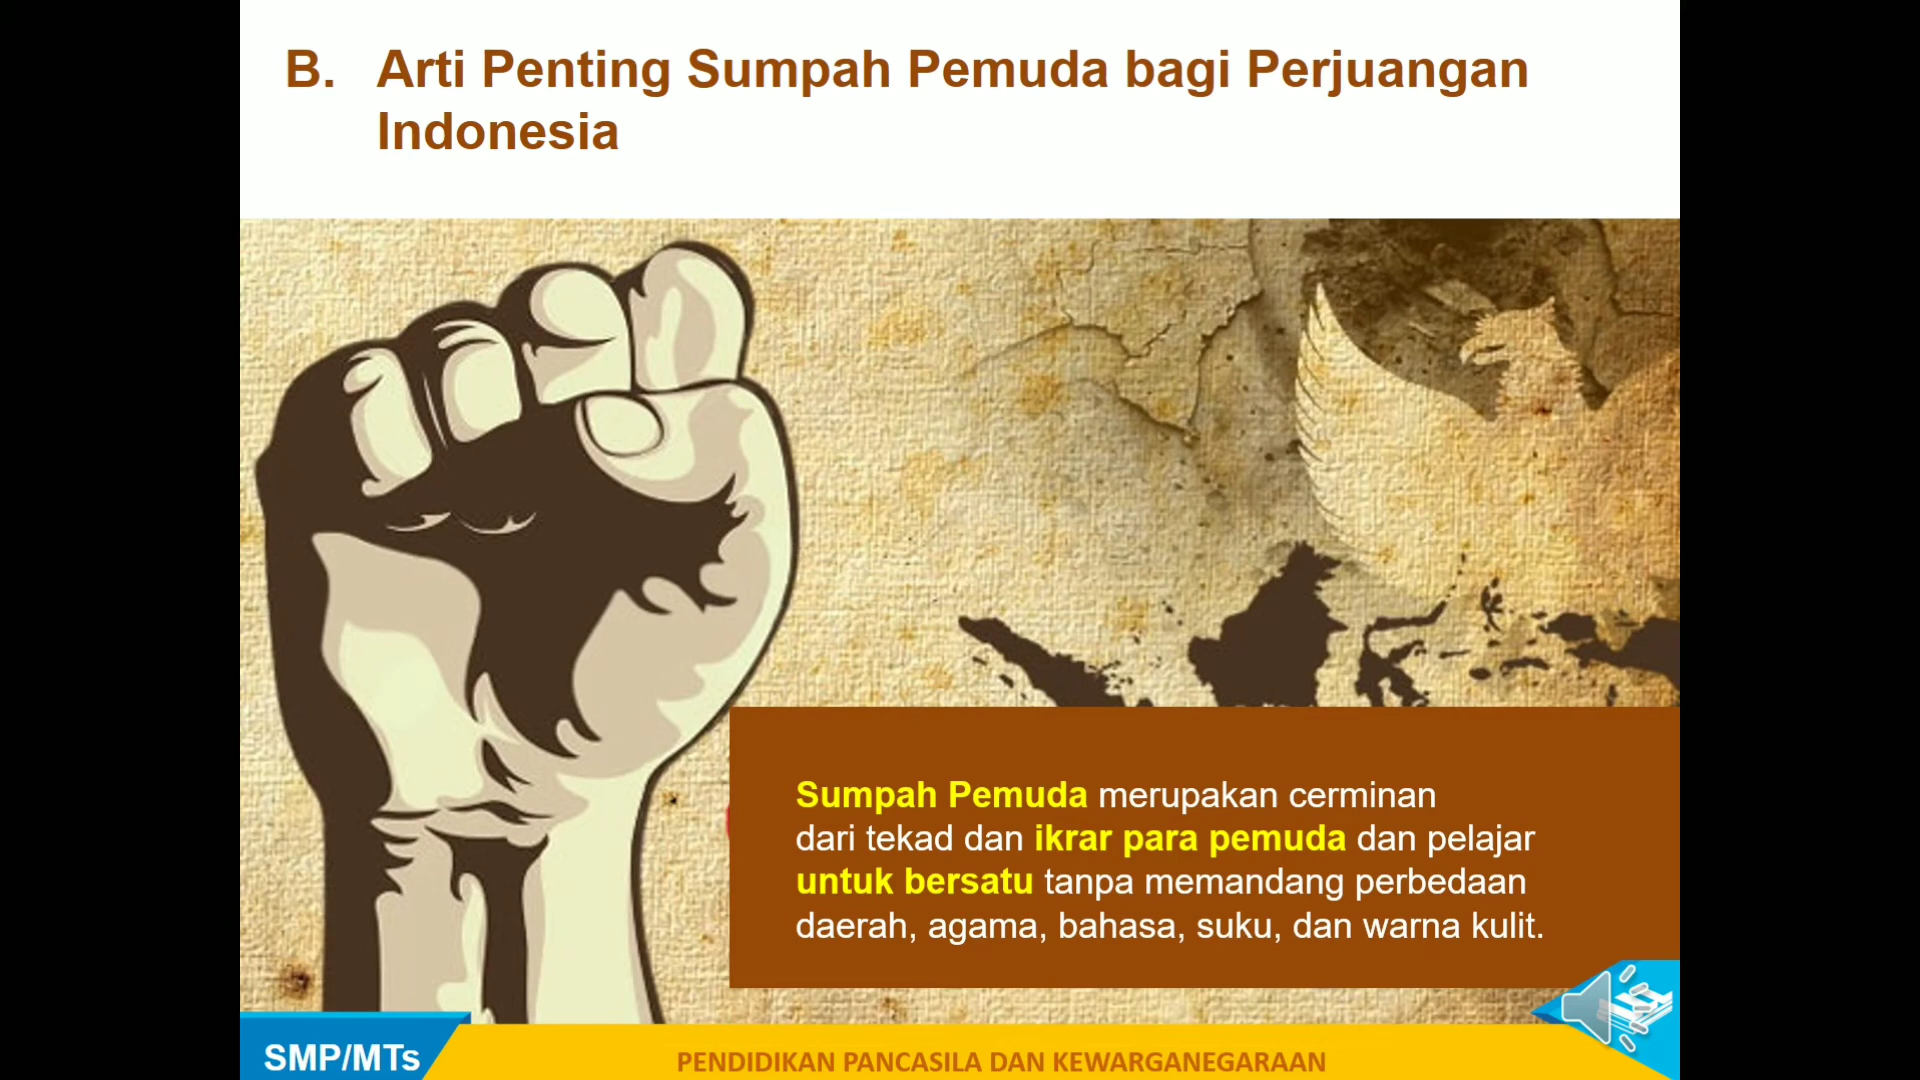 B. Arti Penting Sumpah Pemuda bagi Perjuangan
Indonesia
Sumpah Pemuda merupakan cerminan
dari tekad dan ikrar para pemuda dan pelajar
untuk bersatu tanpa memandang perbedaan
daerah, agama, bahasa, suku, dan warna kulit.
SMP/MTs
PENDIDIKAN PANCASILA DAN KEWARGANEGARAAN